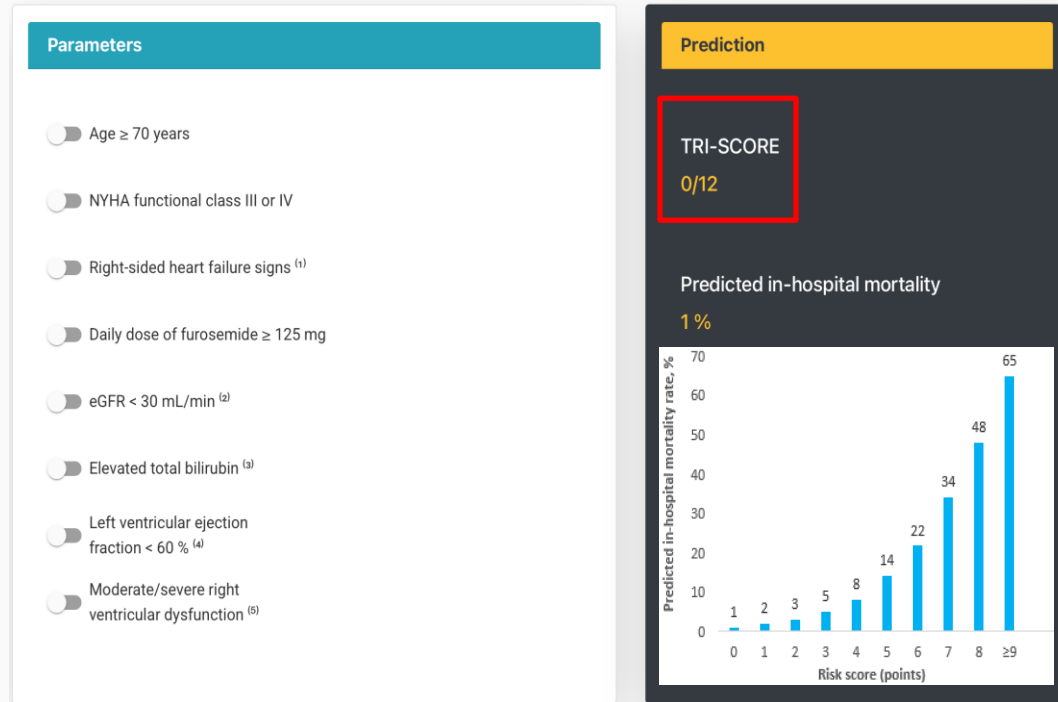 Parameters
Age ≥ 70 years
NYHA functional class III or IV
Right-sided heart failure signs (1)
Daily dose of furosemide ≥ 125 mg
eGFR < 30 mL/min (2)
Elevated total bilirubin (3)
Left ventricular ejection
fraction < 60 % (4)
Moderate/severe right
ventricular dysfunction (5)
Prediction
TRI-SCORE
0/12
Predicted in-hospital mortality
1 %
Predicted in-hospital mortality rate, %
70
60
50
40
30
20
10
0
1
2
3
5
8
14
22
34
48
65
0 1 2 3 4 5 6 7 8 ≥9
Risk score (points)